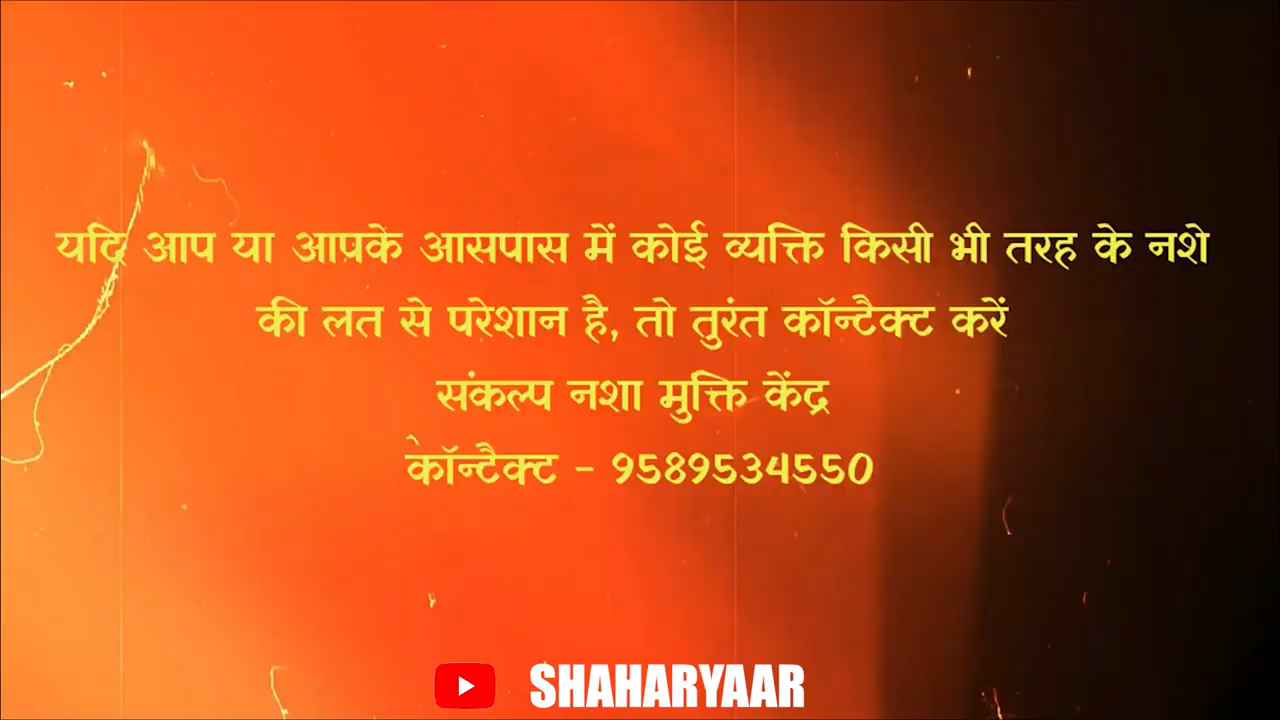 यदि आप या आपके आसपास में कोई व्यक्ति किसी भी तरह के नशे
की लत से परेशान है, तो तुरंत कॉन्टैक्ट करें
संकल्प नशा मुक्ति केंद्र
कॉन्टैक्ट - 9589534550
SHAHARYAAR